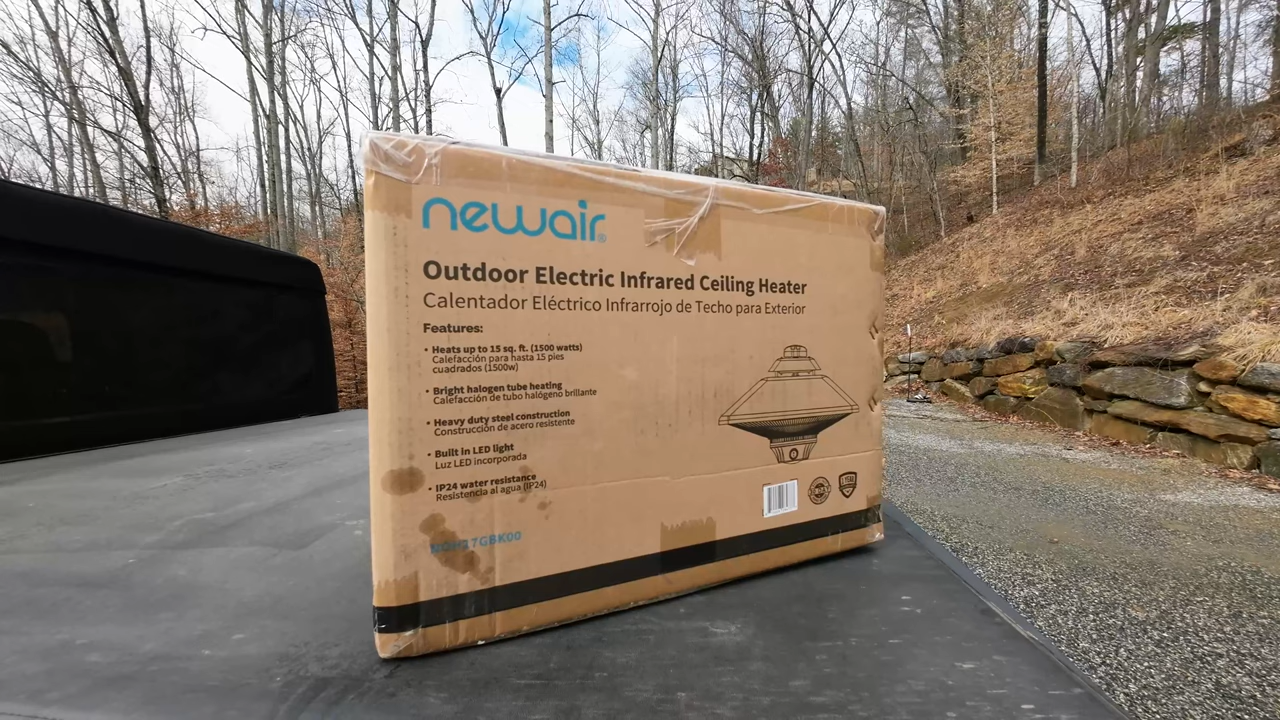 newair®
Outdoor Electric Infrared Ceiling Heater
Calentador Eléctrico Infrarrojo de Techo para Exterior
Features:
• Heats up to 15 sq. ft. (1500 watts)
Calefacción para hasta 15 pies
cuadrados (1500w)
• Bright halogen tube heating
Calefacción de tubo halógeno brillante
• Heavy duty steel construction
Construcción de acero resistente
• Built in LED light
Luz LED incorporada
• IP24 water resistance
Resistencia al agua (IP24)
1 YEAR